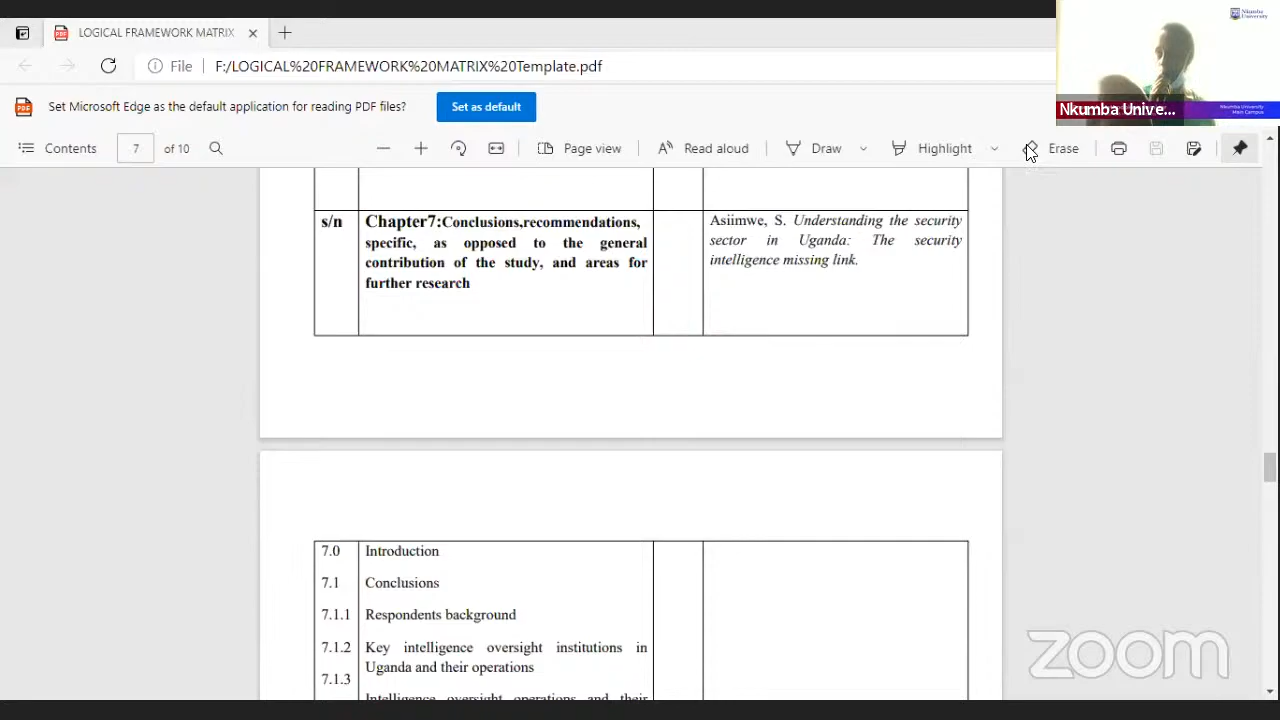 LOGICAL FRAMEWORK MATRIX
Nkumba
University
File
F:/LOGICAL%20FRAMEWORK%20MATRIX%20Template.pdf
Set Microsoft Edge as the default application for reading PDF files?
Set as default
Nkumba Unive...
Nkumba University
Main Campus
Contents
7
of 10
Page view
Read aloud
Draw
Highlight
Erase
s/n
Chapter7:Conclusions,recommendations,
specific, as opposed to the general
contribution of the study, and areas for
further research
Asiimwe, S. Understanding the security
sector in Uganda: The security
intelligence missing link.
7.0 Introduction
7.1 Conclusions
7.1.1 Respondents background
7.1.2 Key intelligence oversight institutions in
Uganda and their operations
7.1.3
Intelligence oversight operations and their
zoom